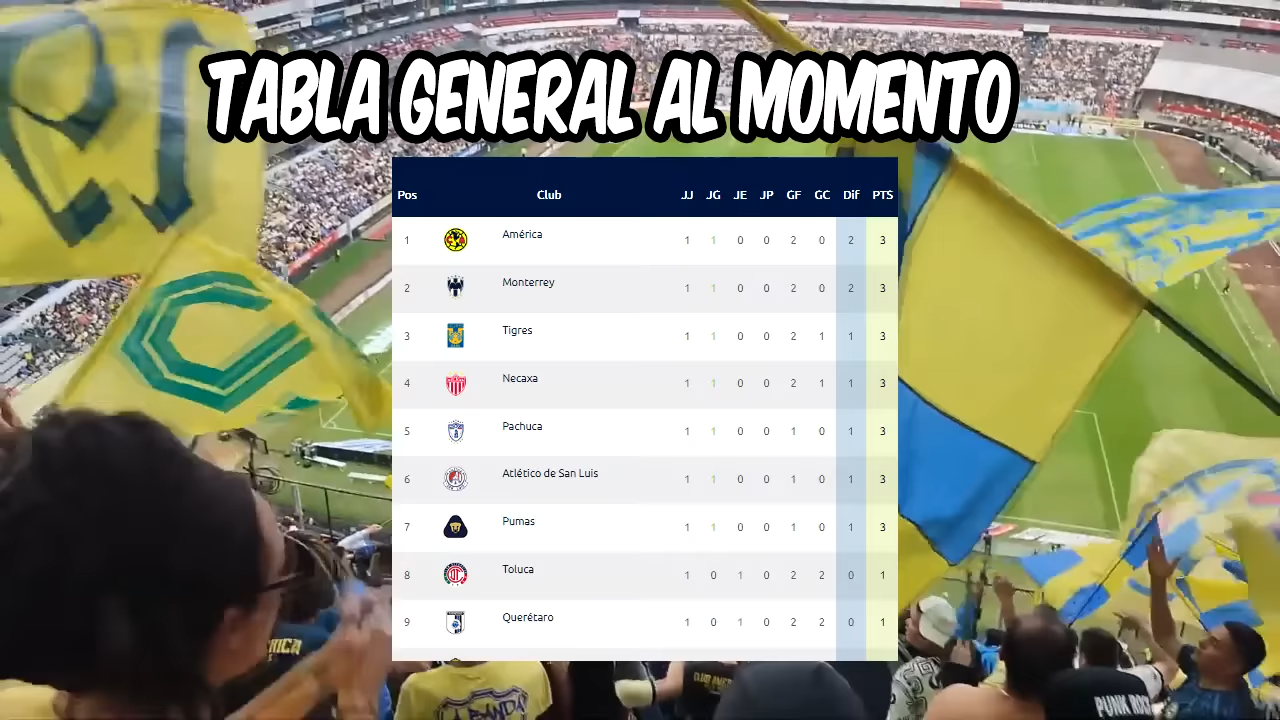 TABLA GENERAL AL MOMENTO
Pos Club JJ JG JE JP GF GC Dif PTS
1 América 1 1 0 0 2 0 2 3
2 Monterrey 1 1 0 0 2 0 2 3
3 Tigres 1 1 0 0 2 1 1 3
4 Necaxa 1 1 0 0 2 1 1 3
5 Pachuca 1 1 0 0 1 0 1 3
6 Atlético de San Luis 1 1 0 0 1 0 1 3
7 Pumas 1 1 0 0 1 0 1 3
8 Toluca 1 0 1 0 2 2 0 1
9 Querétaro 1 0 1 0 2 2 0 1
LA BANDA
PUNK ROCK